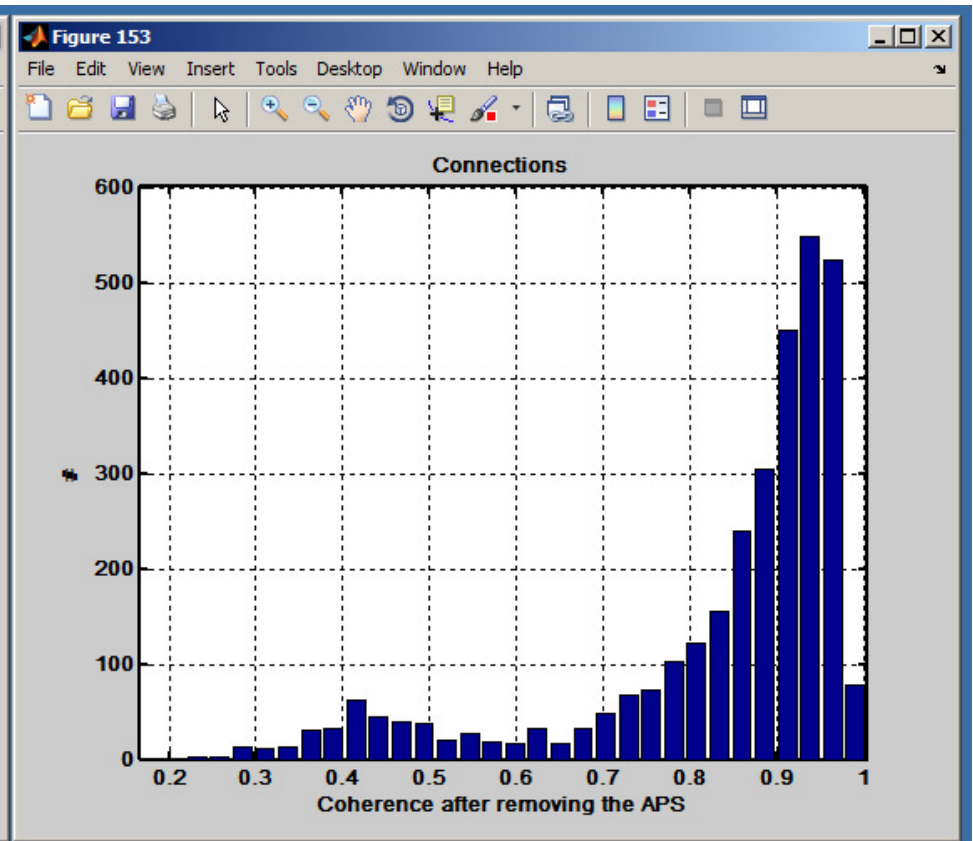 Figure 153
File Edit View Insert Tools Desktop Window Help
Connections
600
500
400
300
200
100
0
0.2 0.3 0.4 0.5 0.6 0.7 0.8 0.9 1
Coherence after removing the APS